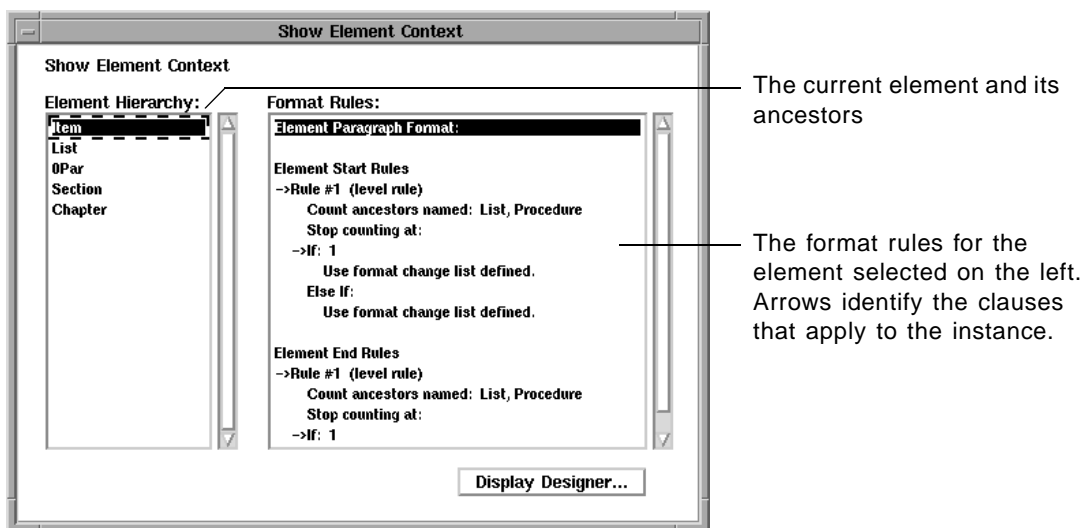 Show Element Context
Show Element Context
Element Hierarchy:
Item
List
0Par
Section
Chapter
Format Rules:
Element Paragraph Format:
Element Start Rules
->Rule #1 (level rule)
Count ancestors named: List, Procedure
Stop counting at:
->If: 1
Use format change list defined.
Else If:
Use format change list defined.
Element End Rules
->Rule #1 (level rule)
Count ancestors named: List, Procedure
Stop counting at:
->If: 1
Display Designer...
The current element and its
ancestors
The format rules for the
element selected on the left.
Arrows identify the clauses
that apply to the instance.